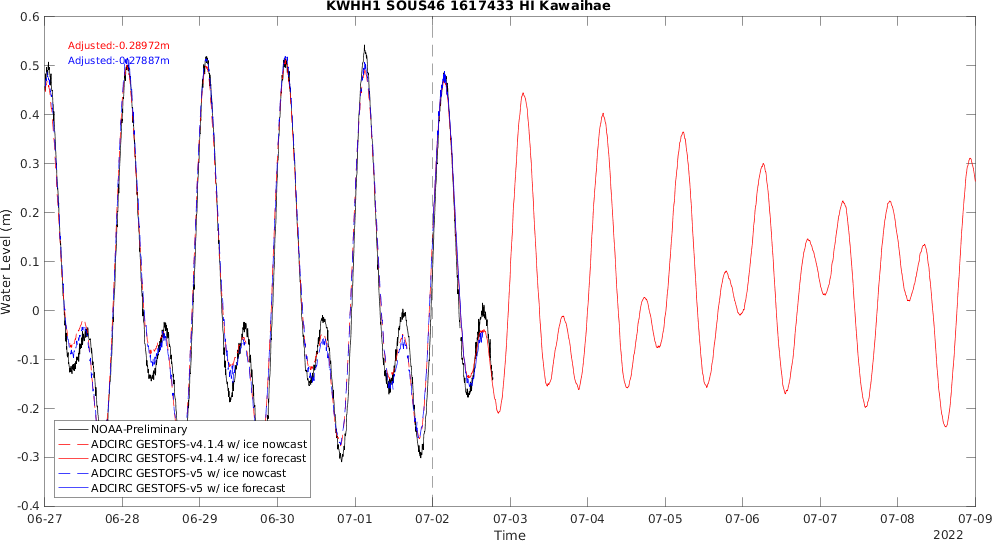 KWHH1 SOUS46 1617433 HI Kawaihae
Adjusted:-0.28972m
Adjusted:-0.27887m
0.6
0.5
0.4
0.3
0.2
0.1
0
-0.1
-0.2
-0.3
-0.4
Water Level (m)
NOAA-Preliminary
ADCIRC GESTOFS-v4.1.4 w/ ice nowcast
ADCIRC GESTOFS-v4.1.4 w/ ice forecast
ADCIRC GESTOFS-v5 w/ ice nowcast
ADCIRC GESTOFS-v5 w/ ice forecast
06-27 06-28 06-29 06-30 07-01 07-02 07-03 07-04 07-05 07-06 07-07 07-08 07-09
Time
2022